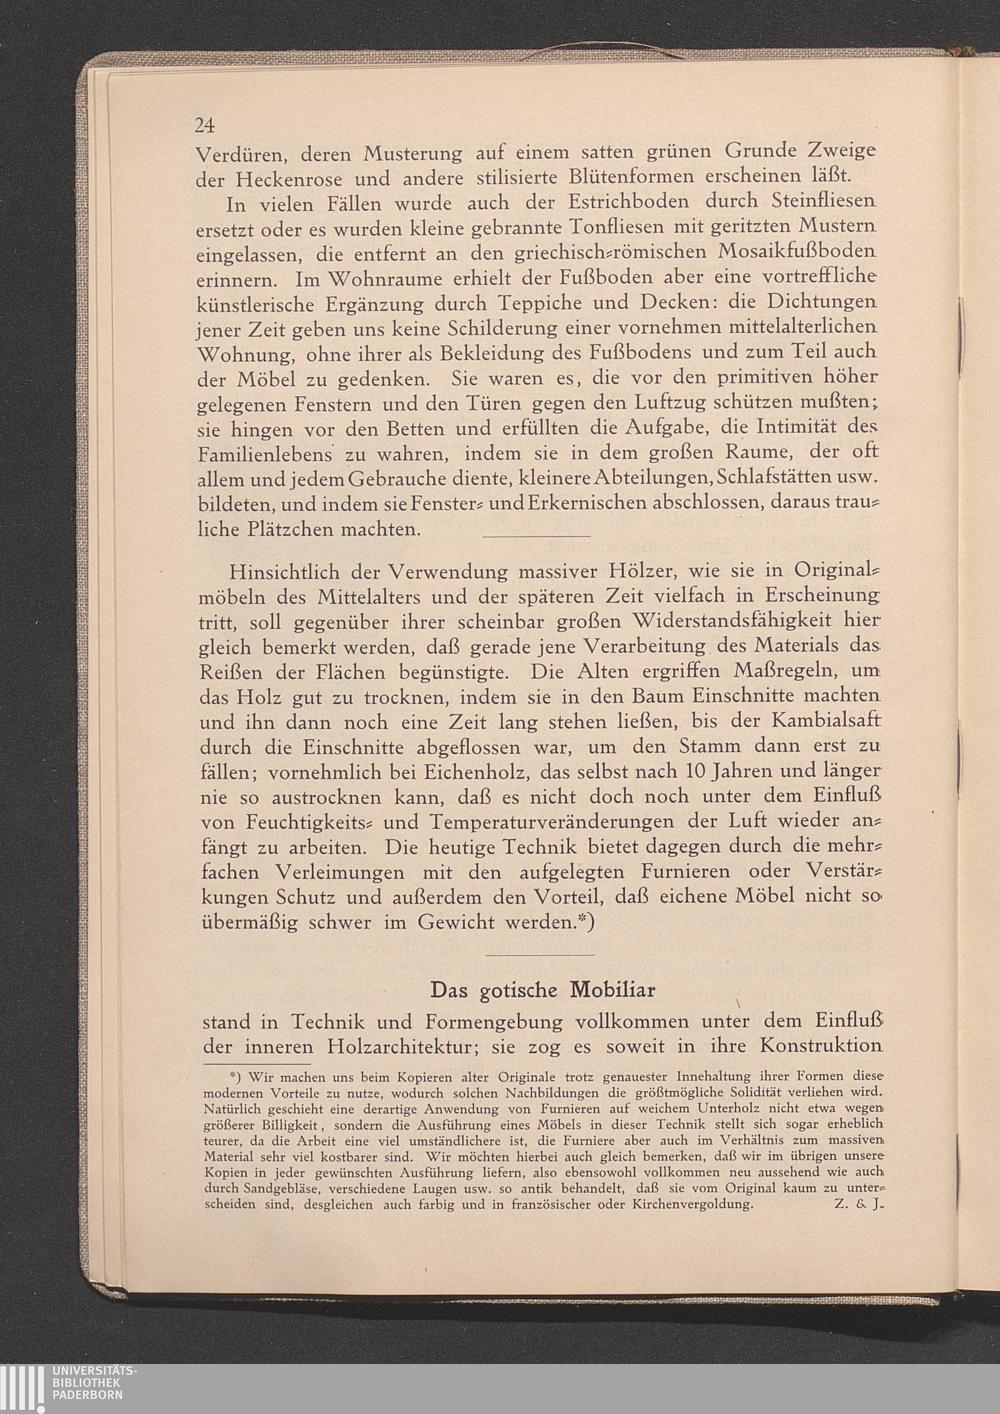 24
Verdüren, deren Musterung auf einem satten grünen Grunde Zweige
der Heckenrose und andere stilisierte Blütenformen erscheinen läßt.
In vielen Fällen wurde auch der Estrichboden durch Steinfliesen
ersetzt oder es wurden kleine gebrannte Tonfliesen mit geritzten Mustern
eingelassen, die entfernt an den griechisch-römischen Mosaikfußboden
erinnern. Im Wohnraume erhielt der Fußboden aber eine vortreffliche
künstlerische Ergänzung durch Teppiche und Decken: die Dichtungen
jener Zeit geben uns keine Schilderung einer vornehmen mittelalterlichen
Wohnung, ohne ihrer als Bekleidung des Fußbodens und zum Teil auch
der Möbel zu gedenken. Sie waren es, die vor den primitiven höher
gelegenen Fenstern und den Türen gegen den Luftzug schützen mußten;
sie hingen vor den Betten und erfüllten die Aufgabe, die Intimität des
Familienlebens zu wahren, indem sie in dem großen Raume, der oft
allem und jedem Gebrauche diente, kleinere Abteilungen, Schlafstätten usw.
bildeten, und indem sie Fenster- und Erkernischen abschlossen, daraus trau-
liche Plätzchen machten.
Hinsichtlich der Verwendung massiver Hölzer, wie sie in Original-
möbeln des Mittelalters und der späteren Zeit vielfach in Erscheinung
tritt, soll gegenüber ihrer scheinbar großen Widerstandsfähigkeit hier
gleich bemerkt werden, daß gerade jene Verarbeitung des Materials das
Reißen der Flächen begünstigte. Die Alten ergriffen Maßregeln, um
das Holz gut zu trocknen, indem sie in den Baum Einschnitte machten
und ihn dann noch eine Zeit lang stehen ließen, bis der Kambialsaft
durch die Einschnitte abgeflossen war, um den Stamm dann erst zu
fällen; vornehmlich bei Eichenholz, das selbst nach 10 Jahren und länger
nie so austrocknen kann, daß es nicht doch noch unter dem Einfluß
von Feuchtigkeits- und Temperaturveränderungen der Luft wieder an-
fängt zu arbeiten. Die heutige Technik bietet dagegen durch die mehr-
fachen Verleimungen mit den aufgelegten Furnieren oder Verstär-
kungen Schutz und außerdem den Vorteil, daß eichene Möbel nicht so
übermäßig schwer im Gewicht werden.*)
Das gotische Mobiliar
stand in Technik und Formengebung vollkommen unter dem Einfluß
der inneren Holzarchitektur; sie zog es soweit in ihre Konstruktion
*) Wir machen uns beim Kopieren alter Originale trotz genauester Innehaltung ihrer Formen diese
modernen Vorteile zu nutze, wodurch solchen Nachbildungen die größtmögliche Solidität verliehen wird.
Natürlich geschieht eine derartige Anwendung von Furnieren auf weichem Unterholz nicht etwa wegen
größerer Billigkeit, sondern die Ausführung eines Möbels in dieser Technik stellt sich sogar erheblich
teurer, da die Arbeit eine viel umständlichere ist, die Furniere aber auch im Verhältnis zum massiven
Material sehr viel kostbarer sind. Wir möchten hierbei auch gleich bemerken, daß wir im übrigen unsere
Kopien in jeder gewünschten Ausführung liefern, also ebensowohl vollkommen neu aussehend wie auch
durch Sandgebläse, verschiedene Laugen usw. so antik behandelt, daß sie vom Original kaum zu unter-
scheiden sind, desgleichen auch farbig und in französischer oder Kirchenvergoldung. Z. & J.
UNIVERSITÄTS-
BIBLIOTHEK
PADERBORN